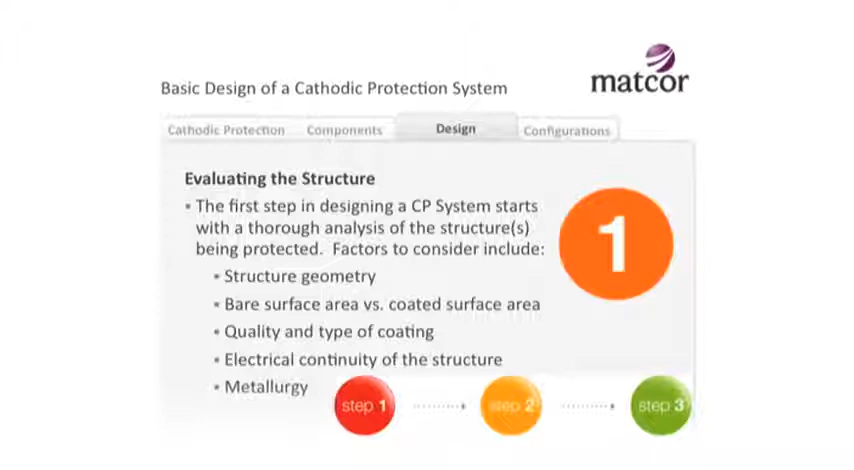 matcor
Basic Design of a Cathodic Protection System
Cathodic Protection Components Design Configurations
Evaluating the Structure
▪ The first step in designing a CP System starts
with a thorough analysis of the structure(s)
being protected. Factors to consider include:
▪ Structure geometry
▪ Bare surface area vs. coated surface area
▪ Quality and type of coating
▪ Electrical continuity of the structure
▪ Metallurgy
1
step 1 step 2 step 3